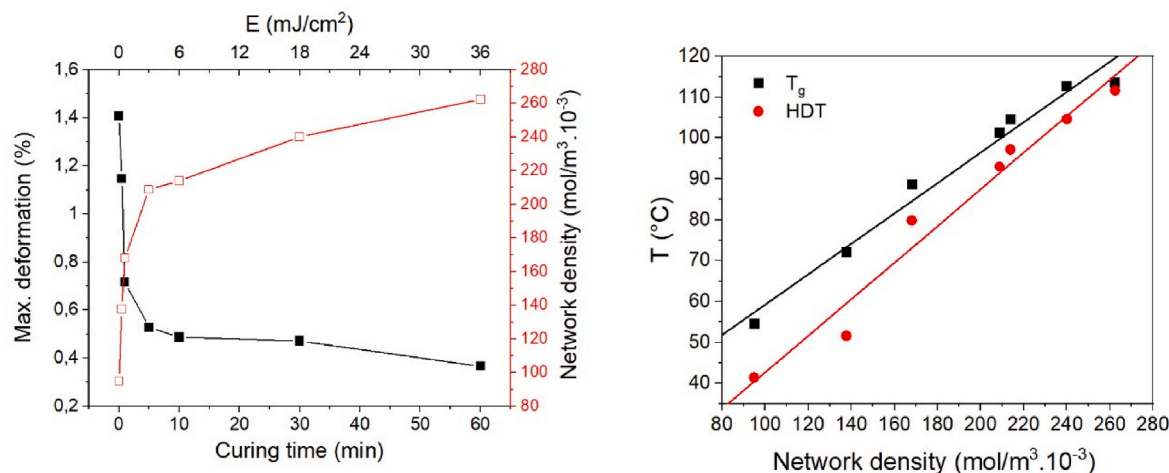 E (mJ/cm²)
0 6 12 18 24 30 36
1,6
1,4
1,2
1,0
0,8
0,6
0,4
0,2
Max. deformation (%)
280
260
240
220
200
180
160
140
120
100
80
Network density (mol/m³.10⁻³)
0 10 20 30 40 50 60
Curing time (min)
120
110
100
90
80
70
60
50
40
T (°C)
Tg
HDT
80 100 120 140 160 180 200 220 240 260 280
Network density (mol/m³.10⁻³)